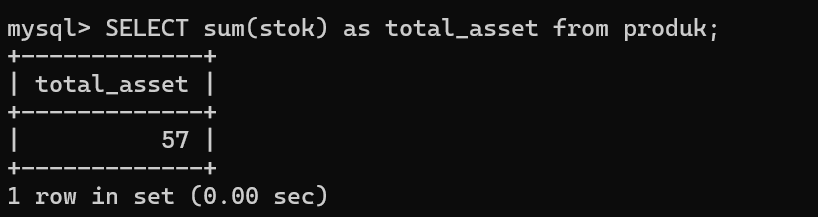 mysql> SELECT sum(stok) as total_asset from produk;
+-------------+
| total_asset |
+-------------+
|          57 |
+-------------+
1 row in set (0.00 sec)